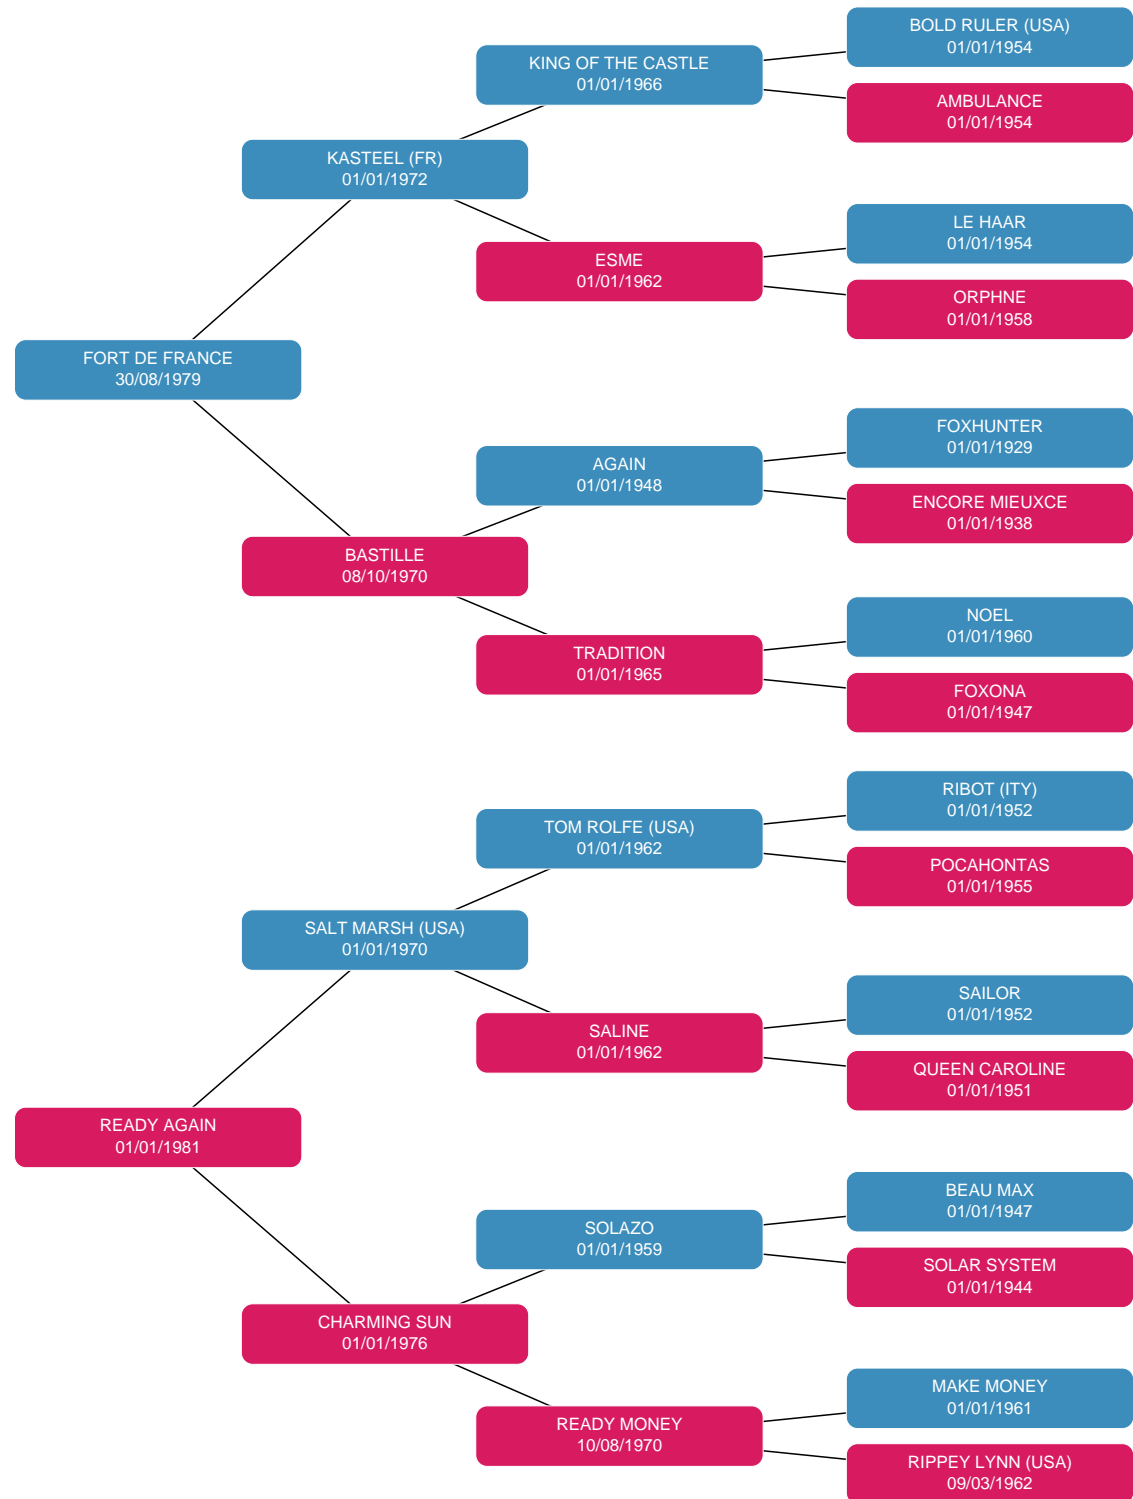 BOLD RULER (USA)
01/01/1954
KING OF THE CASTLE
01/01/1966
AMBULANCE
01/01/1954
KASTEEL (FR)
01/01/1972
LE HAAR
01/01/1954
ESME
01/01/1962
ORPHNE
01/01/1958
FORT DE FRANCE
30/08/1979
FOXHUNTER
01/01/1929
AGAIN
01/01/1948
ENCORE MIEUXCE
01/01/1938
BASTILLE
08/10/1970
NOEL
01/01/1960
TRADITION
01/01/1965
FOXONA
01/01/1947
RIBOT (ITY)
01/01/1952
TOM ROLFE (USA)
01/01/1962
POCAHONTAS
01/01/1955
SALT MARSH (USA)
01/01/1970
SAILOR
01/01/1952
SALINE
01/01/1962
QUEEN CAROLINE
01/01/1951
READY AGAIN
01/01/1981
BEAU MAX
01/01/1947
SOLAZO
01/01/1959
SOLAR SYSTEM
01/01/1944
CHARMING SUN
01/01/1976
MAKE MONEY
01/01/1961
READY MONEY
10/08/1970
RIPPEY LYNN (USA)
09/03/1962